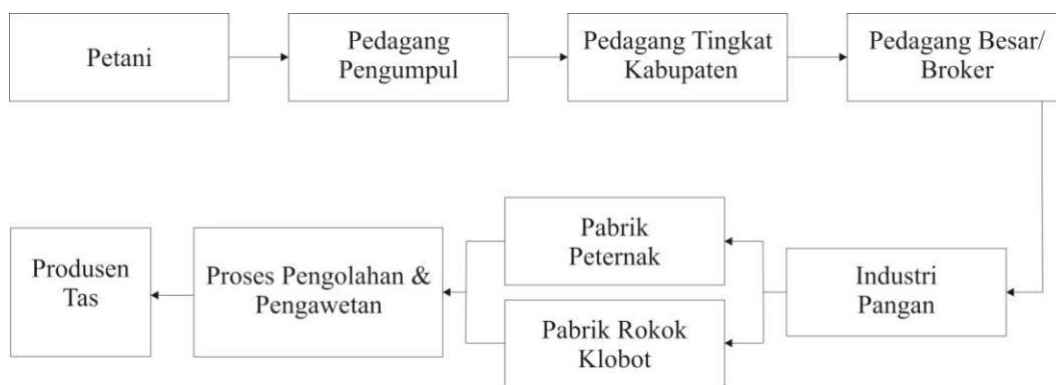 Petani
Pedagang
Pengumpul
Pedagang Tingkat
Kabupaten
Pedagang Besar/
Broker
Produsen
Tas
Proses Pengolahan &
Pengawetan
Pabrik
Peternak
Pabrik Rokok
Klobot
Industri
Pangan